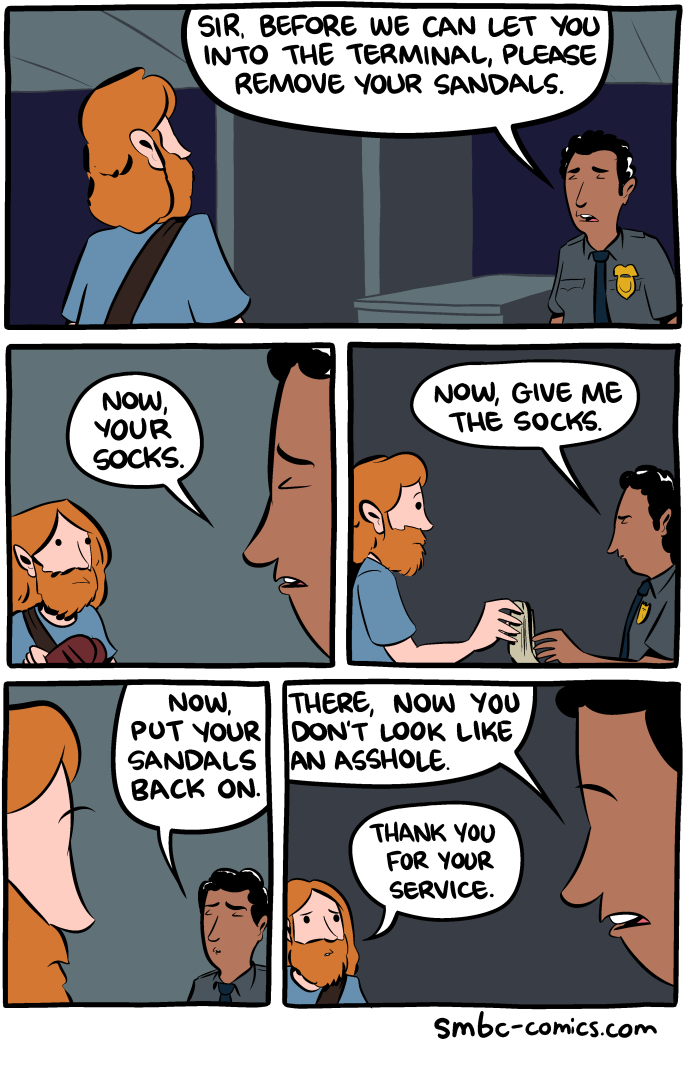 SIR, BEFORE WE CAN LET YOU
INTO THE TERMINAL, PLEASE
REMOVE YOUR SANDALS.
NOW,
YOUR
SOCKS.
NOW, GIVE ME
THE SOCKS.
NOW,
PUT YOUR
SANDALS
BACK ON.
THERE, NOW YOU
DON'T LOOK LIKE
AN ASSHOLE.
THANK YOU
FOR YOUR
SERVICE.
smbc-comics.com